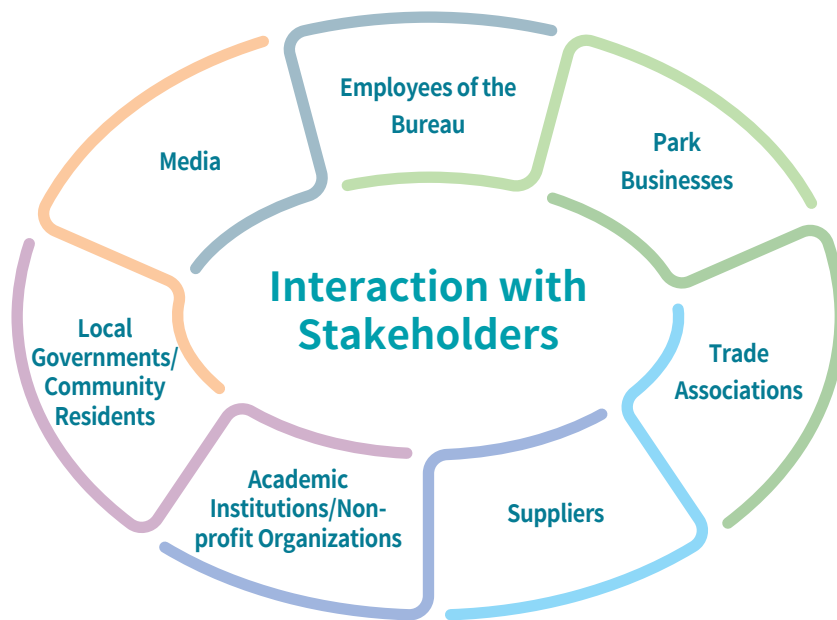 Employees of the
Bureau
Park
Businesses
Media
Interaction with
Stakeholders
Local
Governments/
Community
Residents
Trade
Associations
Academic
Institutions/Non-
profit Organizations
Suppliers